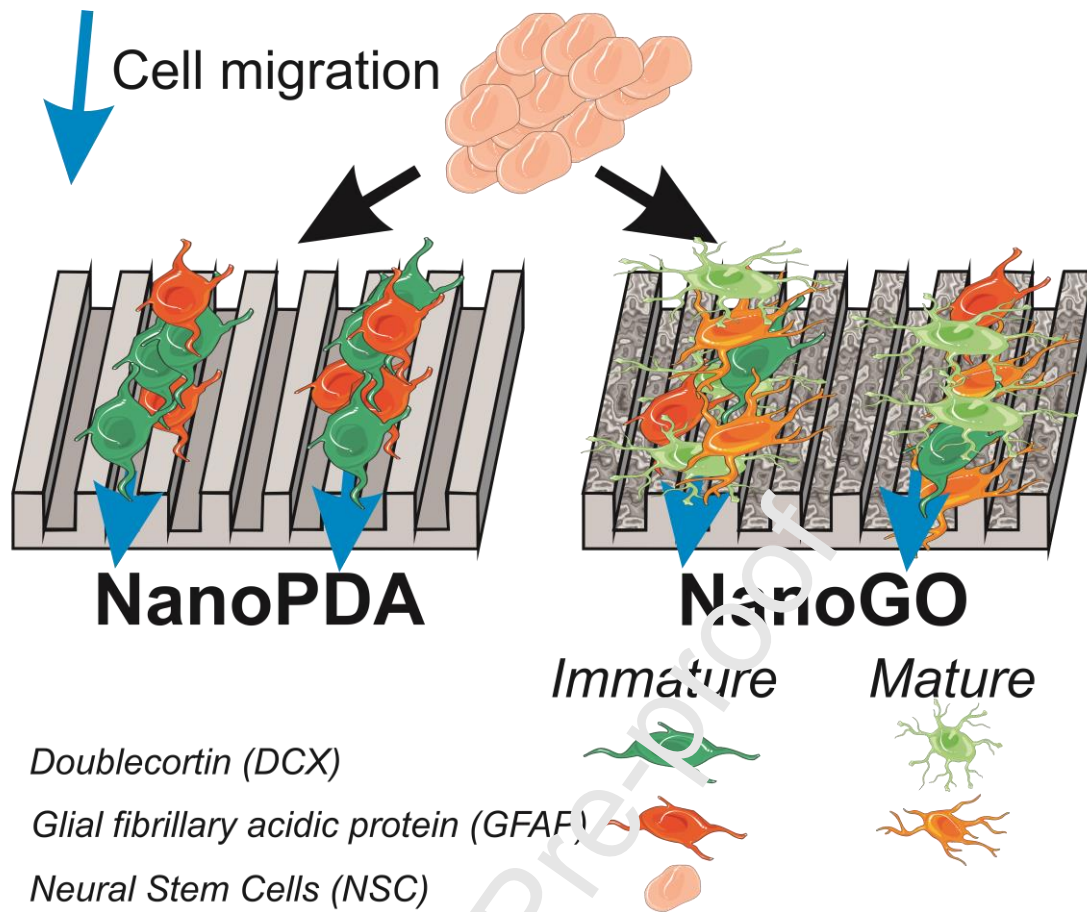 Cell migration
NanoPDA
NanoGO
Immature Mature
Doublecortin (DCX)
Glial fibrillary acidic protein (GFAP)
Neural Stem Cells (NSC)
Pre-proof